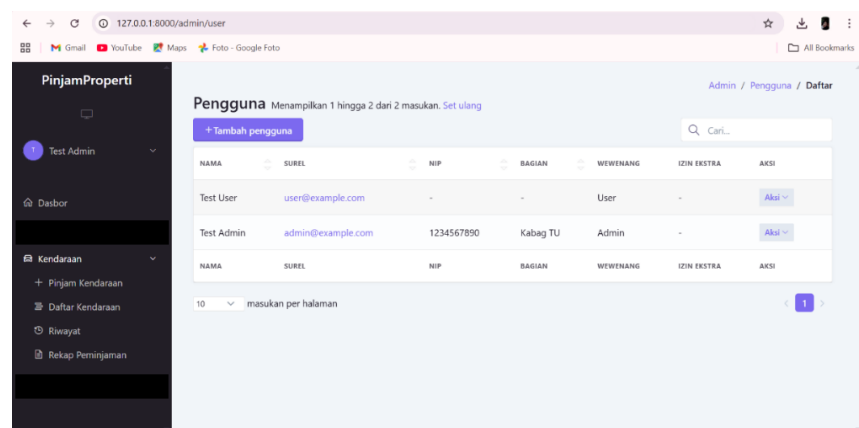 127.0.0.1:8000/admin/user
Gmail YouTube Maps Foto - Google Foto All Bookmarks
PinjamProperti
1 Test Admin
Dasbor
Kendaraan
+ Pinjam Kendaraan
Daftar Kendaraan
Riwayat
Rekap Peminjaman
Admin / Pengguna / Daftar
Pengguna Menampilkan 1 hingga 2 dari 2 masukan. Set ulang
+ Tambah pengguna
Cari...
NAMA SUREL NIP BAGIAN WEWENANG IZIN EKSTRA AKSI
Test User user@example.com - - User - Aksi
Test Admin admin@example.com 1234567890 Kabag TU Admin - Aksi
NAMA SUREL NIP BAGIAN WEWENANG IZIN EKSTRA AKSI
10 masukan per halaman
< 1 >